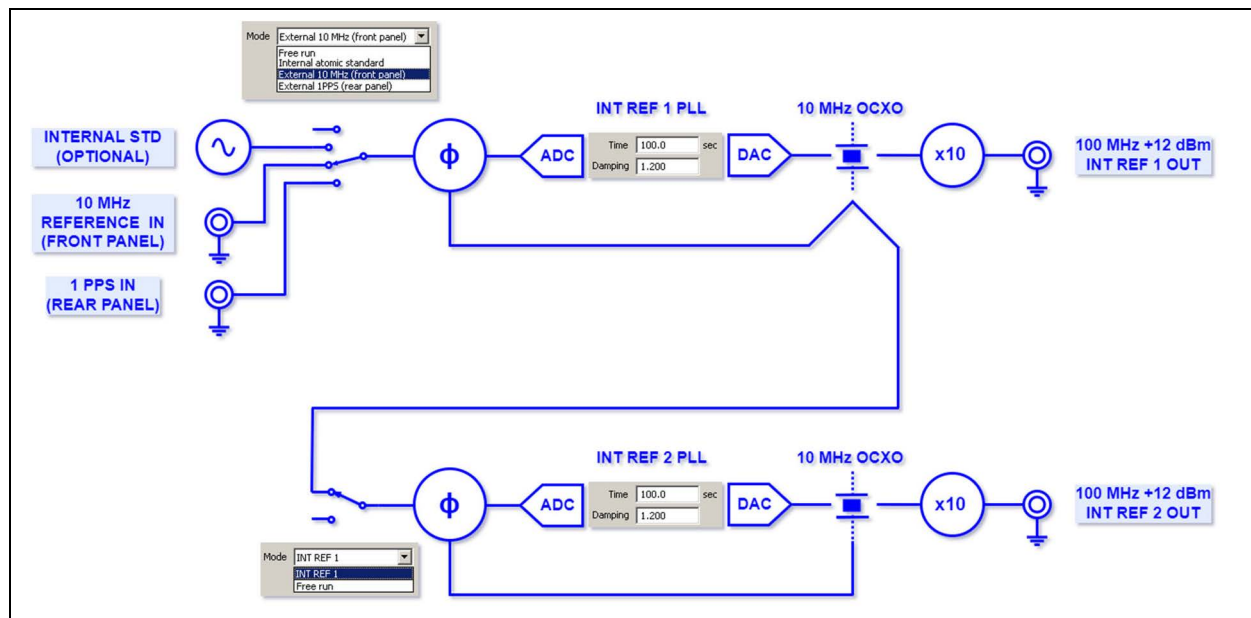 Mode External 10 MHz (front panel)
Free run
Internal atomic standard
External 10 MHz (front panel)
External 1PPS (rear panel)
INTERNAL STD
(OPTIONAL)
10 MHz
REFERENCE IN
(FRONT PANEL)
1 PPS IN
(REAR PANEL)
ϕ
ADC
INT REF 1 PLL
Time 100.0 sec
Damping 1.200
DAC
10 MHz OCXO
x10
100 MHz +12 dBm
INT REF 1 OUT
Mode INT REF 1
INT REF 1
Free run
ϕ
ADC
INT REF 2 PLL
Time 100.0 sec
Damping 1.200
DAC
10 MHz OCXO
x10
100 MHz +12 dBm
INT REF 2 OUT